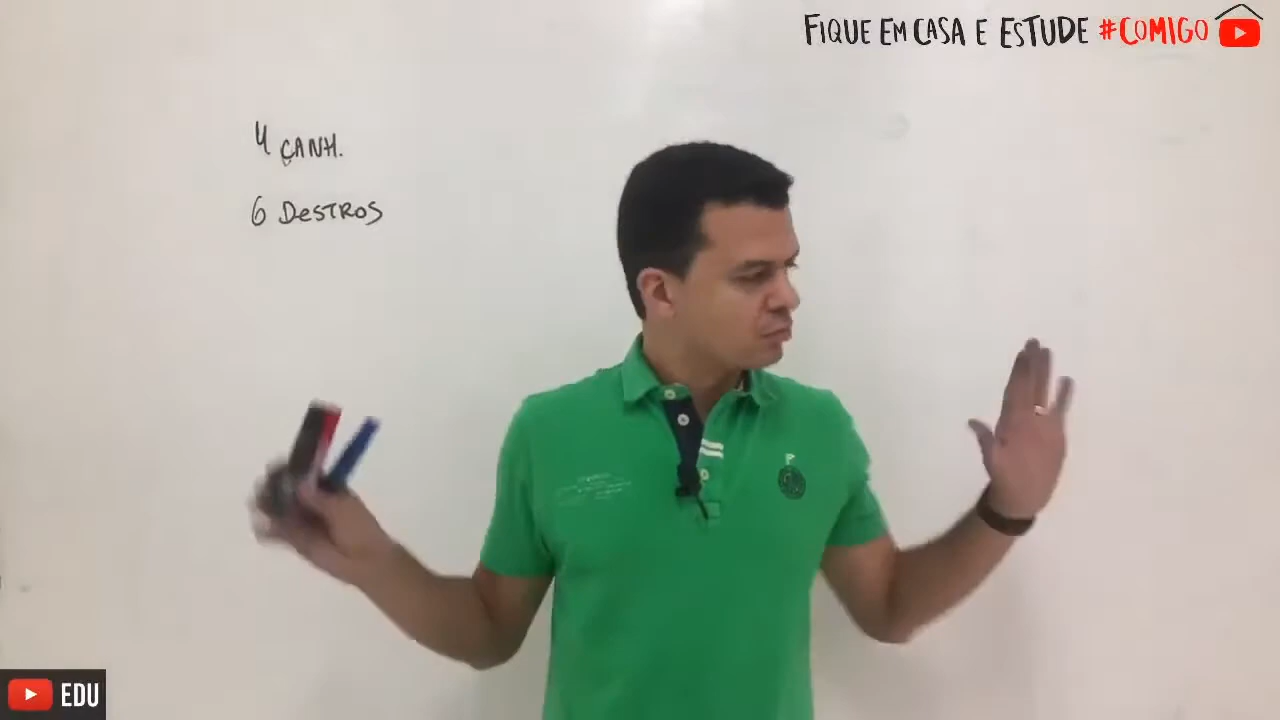 FIQUE EM CASA E ESTUDE #COMIGO
4 CANH.
6 DESTROS
P
EDU